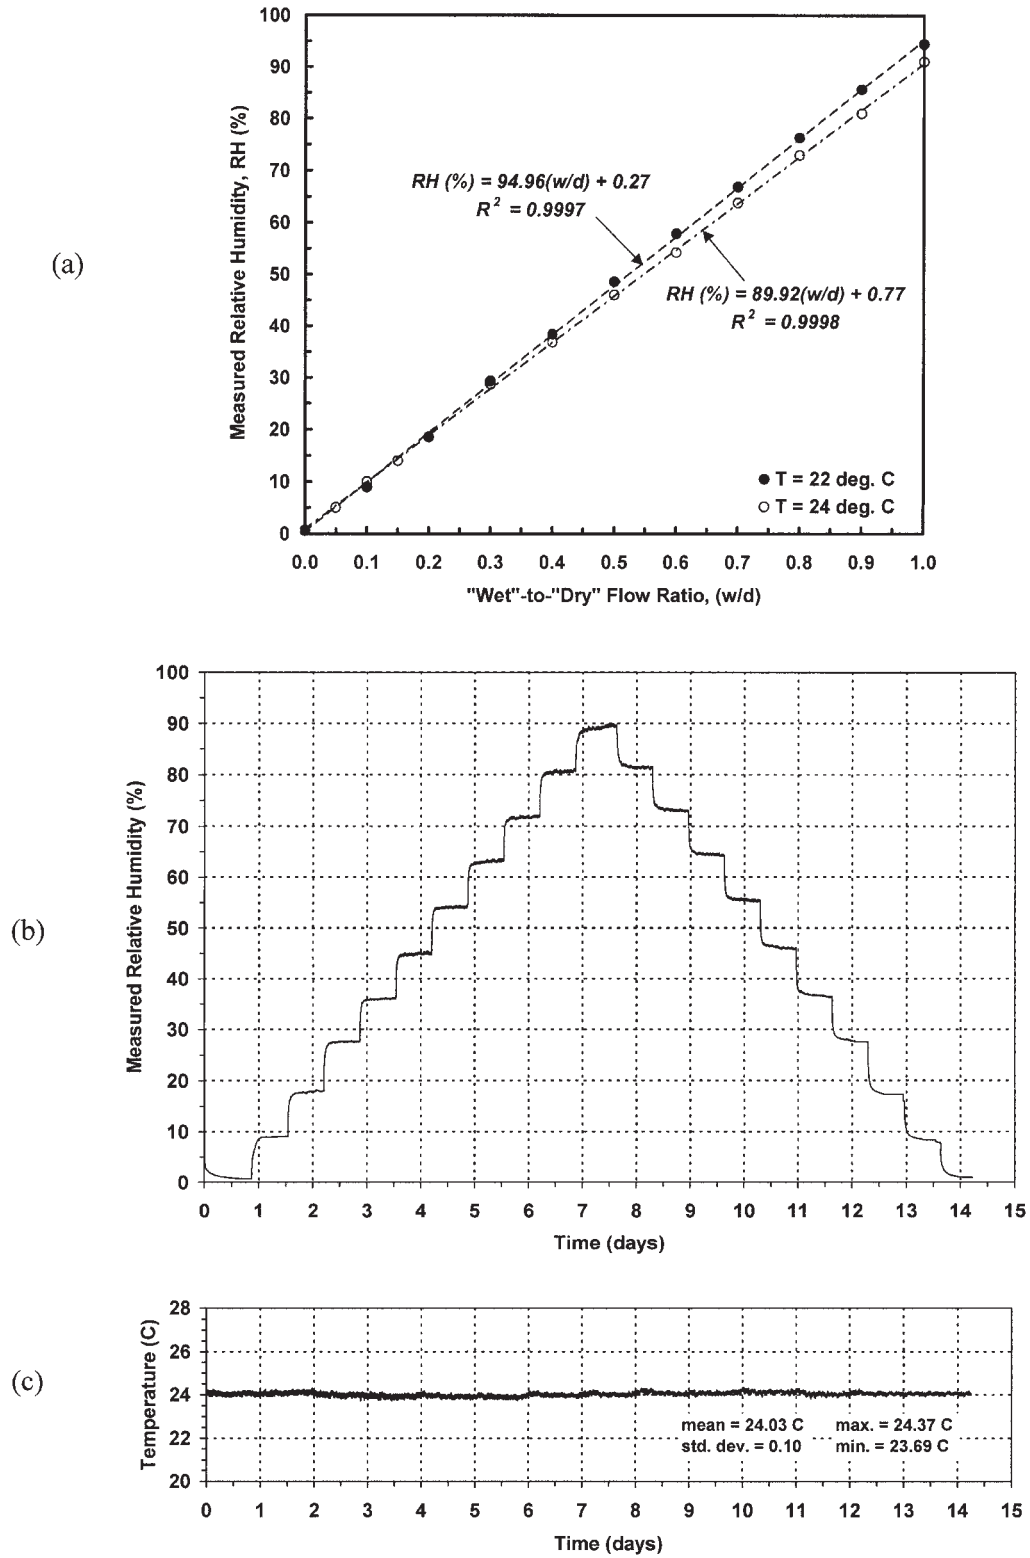 (a)
Measured Relative Humidity, RH (%)
100
90
80
70
60
50
40
30
20
10
0
RH (%) = 94.96(w/d) + 0.27
R² = 0.9997
RH (%) = 89.92(w/d) + 0.77
R² = 0.9998
T = 22 deg. C
T = 24 deg. C
0.0 0.1 0.2 0.3 0.4 0.5 0.6 0.7 0.8 0.9 1.0
"Wet"-to-"Dry" Flow Ratio, (w/d)
(b)
Measured Relative Humidity (%)
100
90
80
70
60
50
40
30
20
10
0
0 1 2 3 4 5 6 7 8 9 10 11 12 13 14 15
Time (days)
(c)
Temperature (C)
28
26
24
22
20
mean = 24.03 C max. = 24.37 C
std. dev. = 0.10 min. = 23.69 C
0 1 2 3 4 5 6 7 8 9 10 11 12 13 14 15
Time (days)